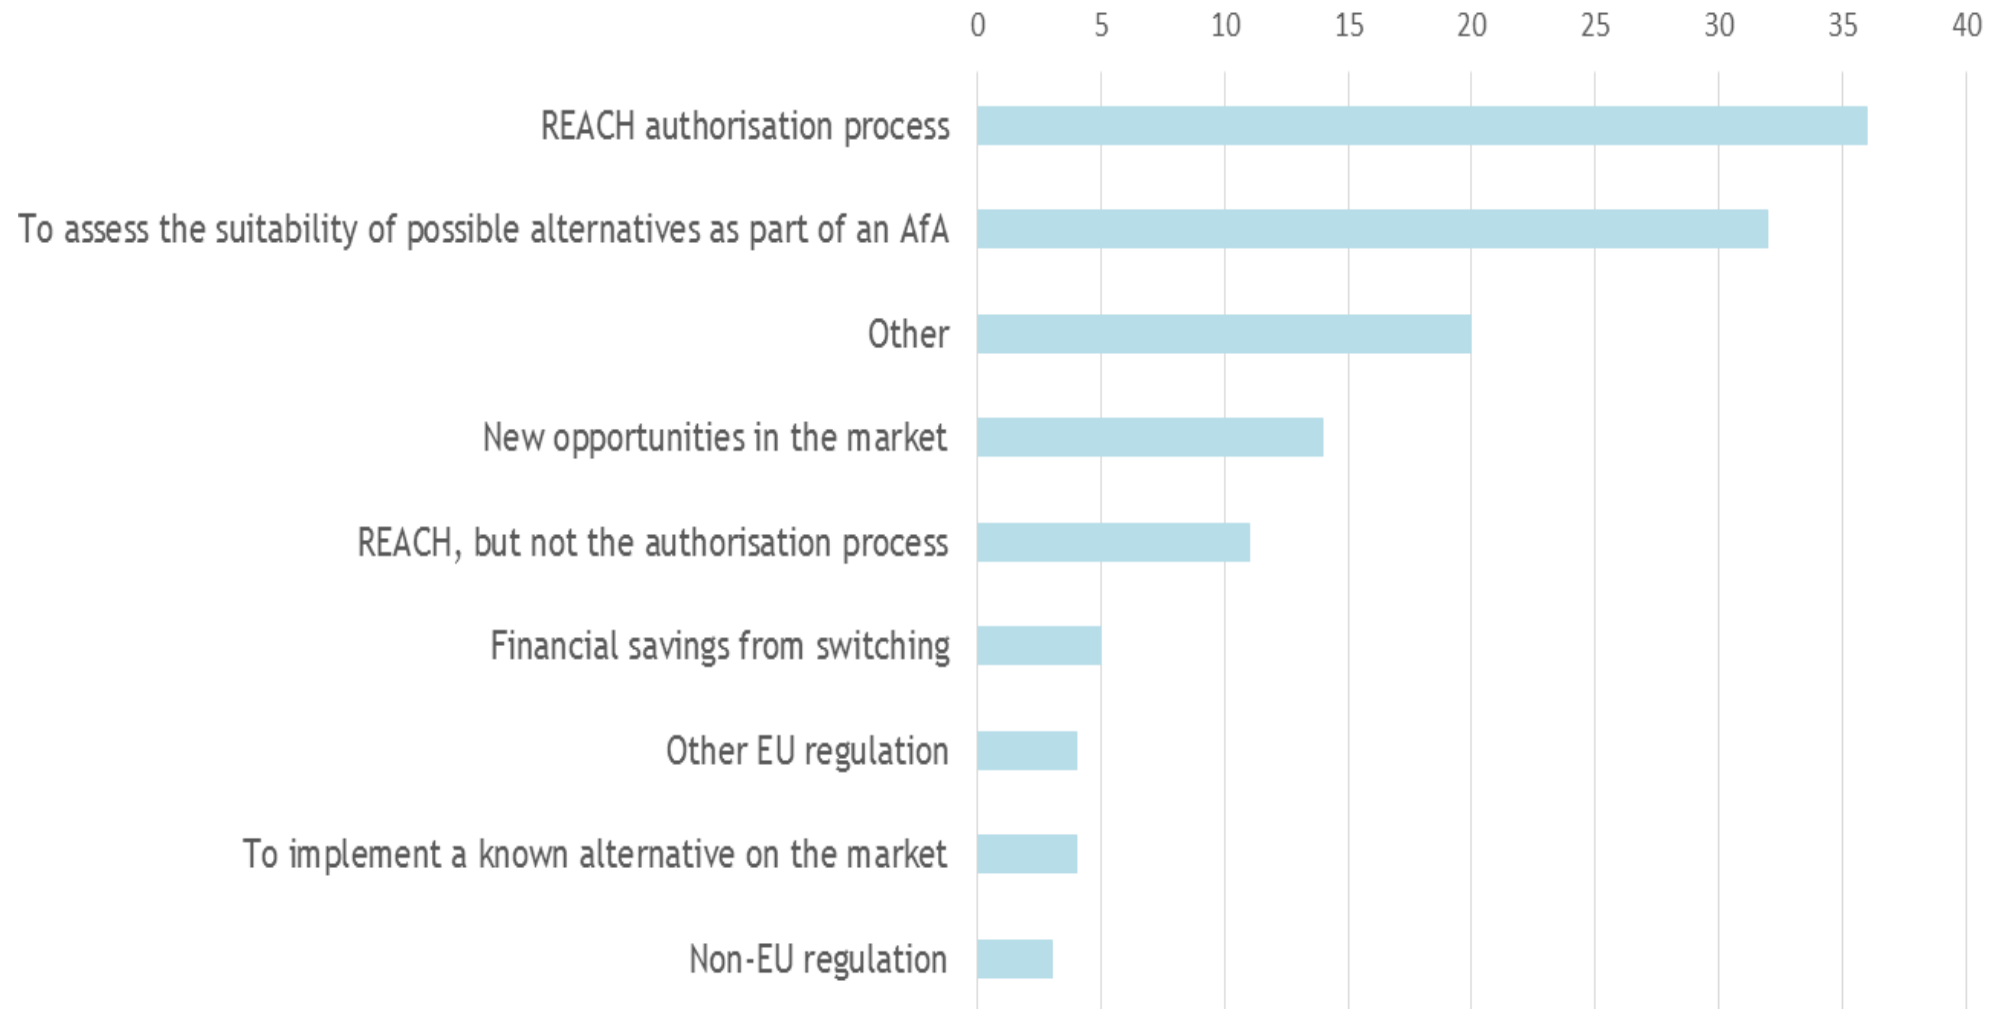 0 5 10 15 20 25 30 35 40
REACH authorisation process
To assess the suitability of possible alternatives as part of an AfA
Other
New opportunities in the market
REACH, but not the authorisation process
Financial savings from switching
Other EU regulation
To implement a known alternative on the market
Non-EU regulation